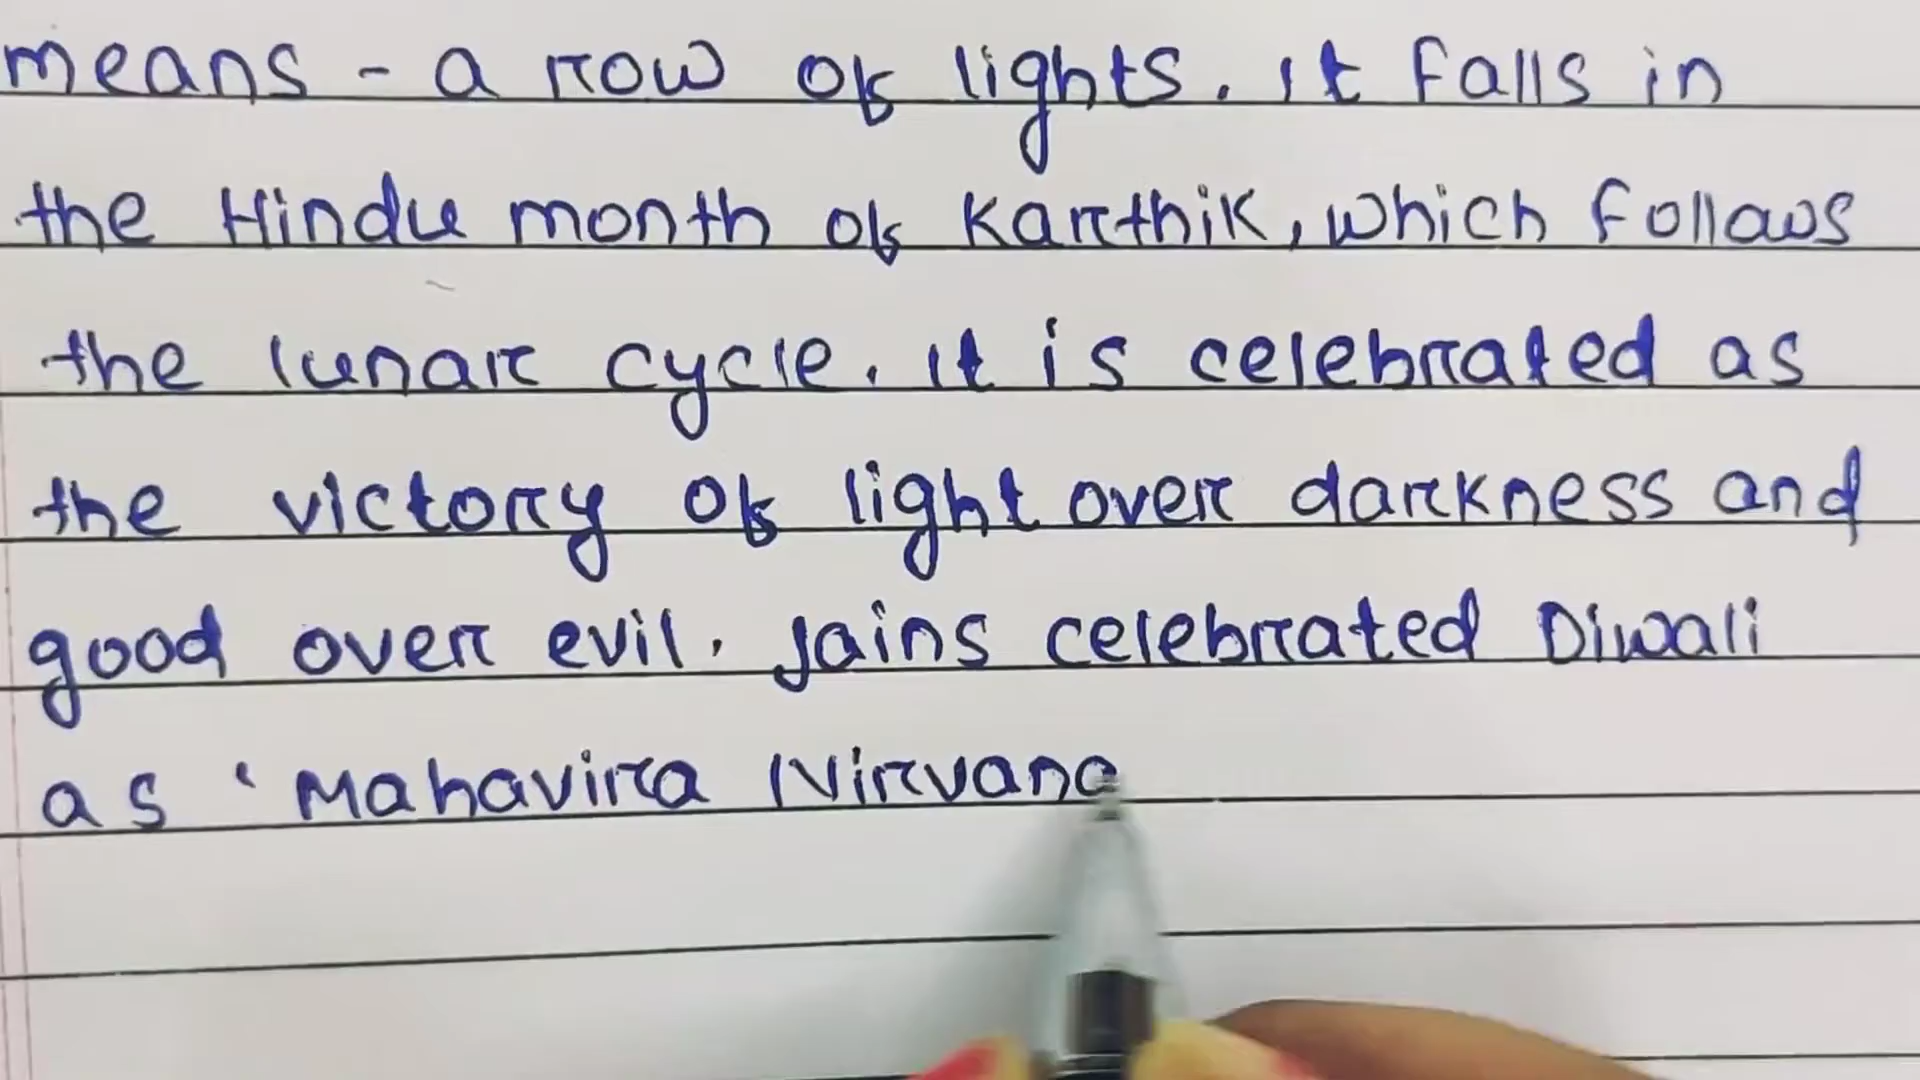 means - a row of lights. It falls in
the Hindu month of Karthik, which follows
the lunar cycle. It is celebrated as
the victory of light over darkness and
good over evil. Jains celebrated Diwali
as 'Mahavira Nirvana